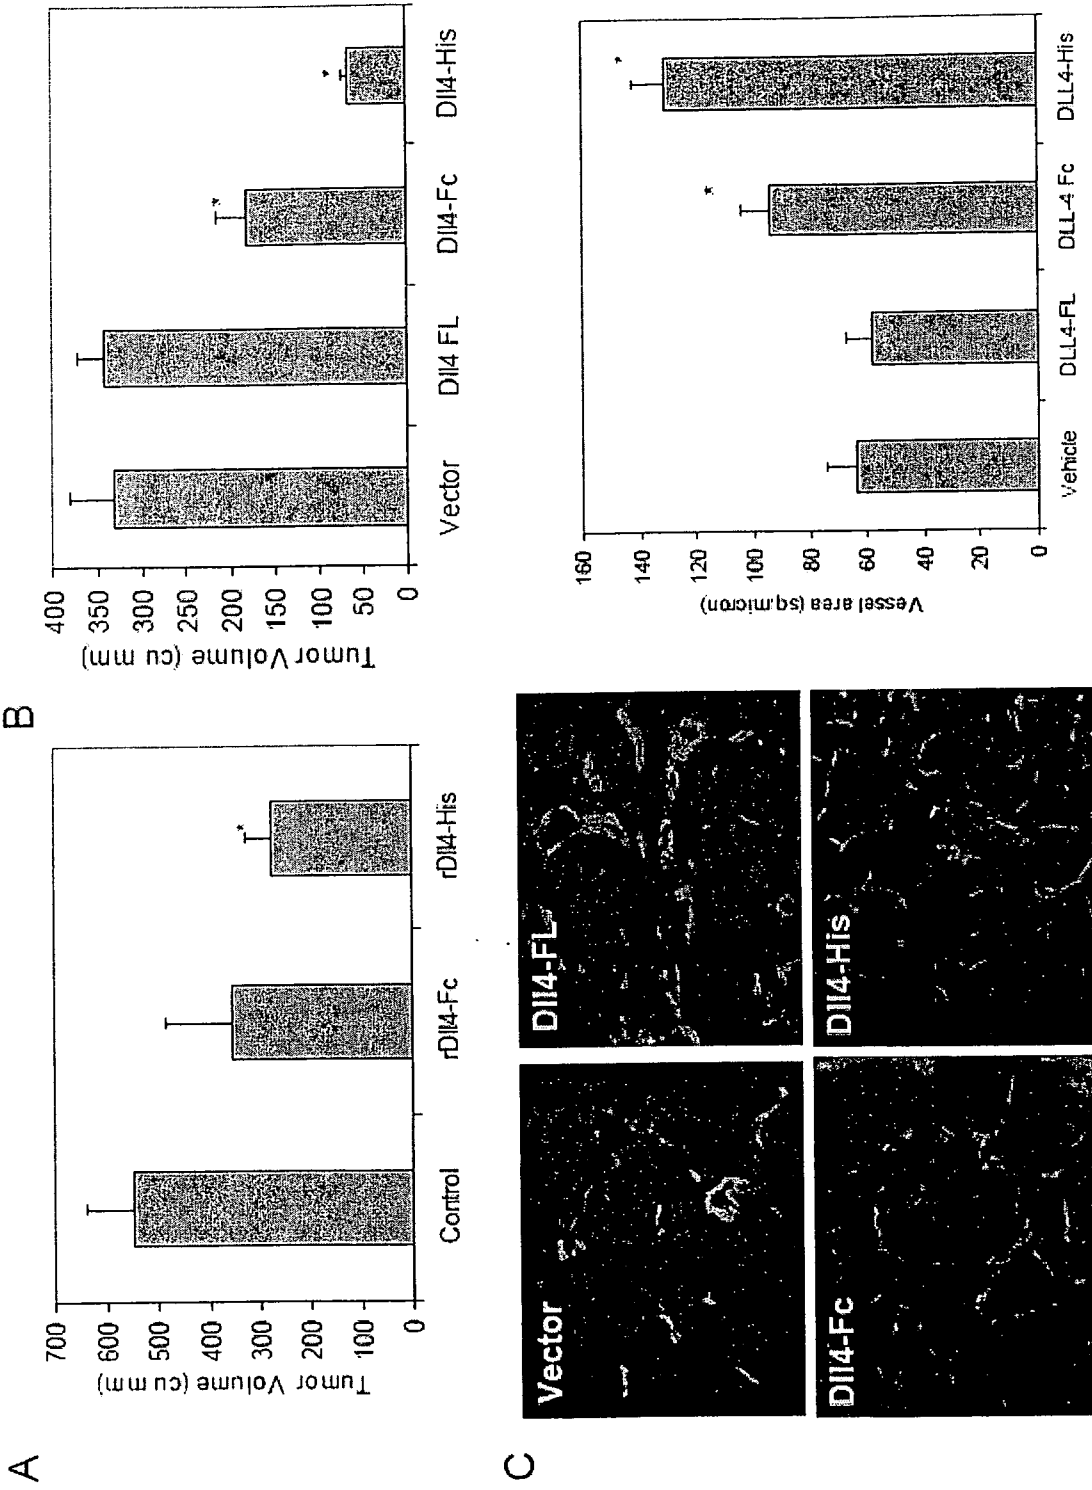 A
Tumor Volume (cu mm)
700
600
500
400
300
200
100
0
Control
rDll4-Fc
rDll4-His
*
B
Tumor Volume (cu mm)
400
350
300
250
200
150
100
50
0
Vector
Dll4 FL
Dll4-Fc
Dll4-His
*
*
C
Vector
Dll4-FL
Dll4-Fc
Dll4-His
Vessel area (sq.micron)
160
140
120
100
80
60
40
20
0
Vehicle
DLL4-FL
DLL-4 Fc
DLL4-His
*
*